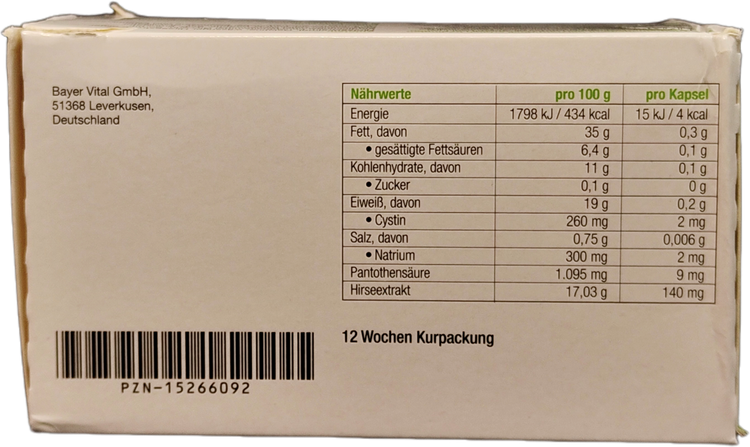 Bayer Vital GmbH,
51368 Leverkusen,
Deutschland
Nährwerte pro 100 g pro Kapsel
Energie 1798 kJ / 434 kcal 15 kJ / 4 kcal
Fett, davon 35 g 0,3 g
• gesättigte Fettsäuren 6,4 g 0,1 g
Kohlenhydrate, davon 11 g 0,1 g
• Zucker 0,1 g 0 g
Eiweiß, davon 19 g 0,2 g
• Cystin 260 mg 2 mg
Salz, davon 0,75 g 0,006 g
• Natrium 300 mg 2 mg
Pantothensäure 1.095 mg 9 mg
Hirseextrakt 17,03 g 140 mg
12 Wochen Kurpackung
PZN-15266092